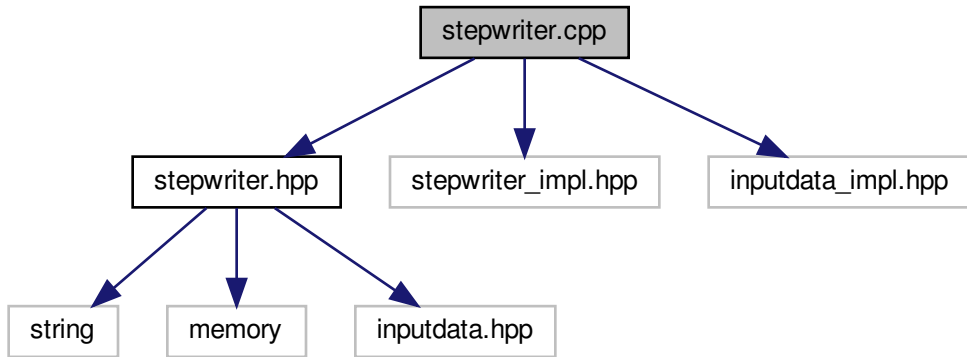 stepwriter.cpp
stepwriter.hpp
stepwriter_impl.hpp
inputdata_impl.hpp
string
memory
inputdata.hpp